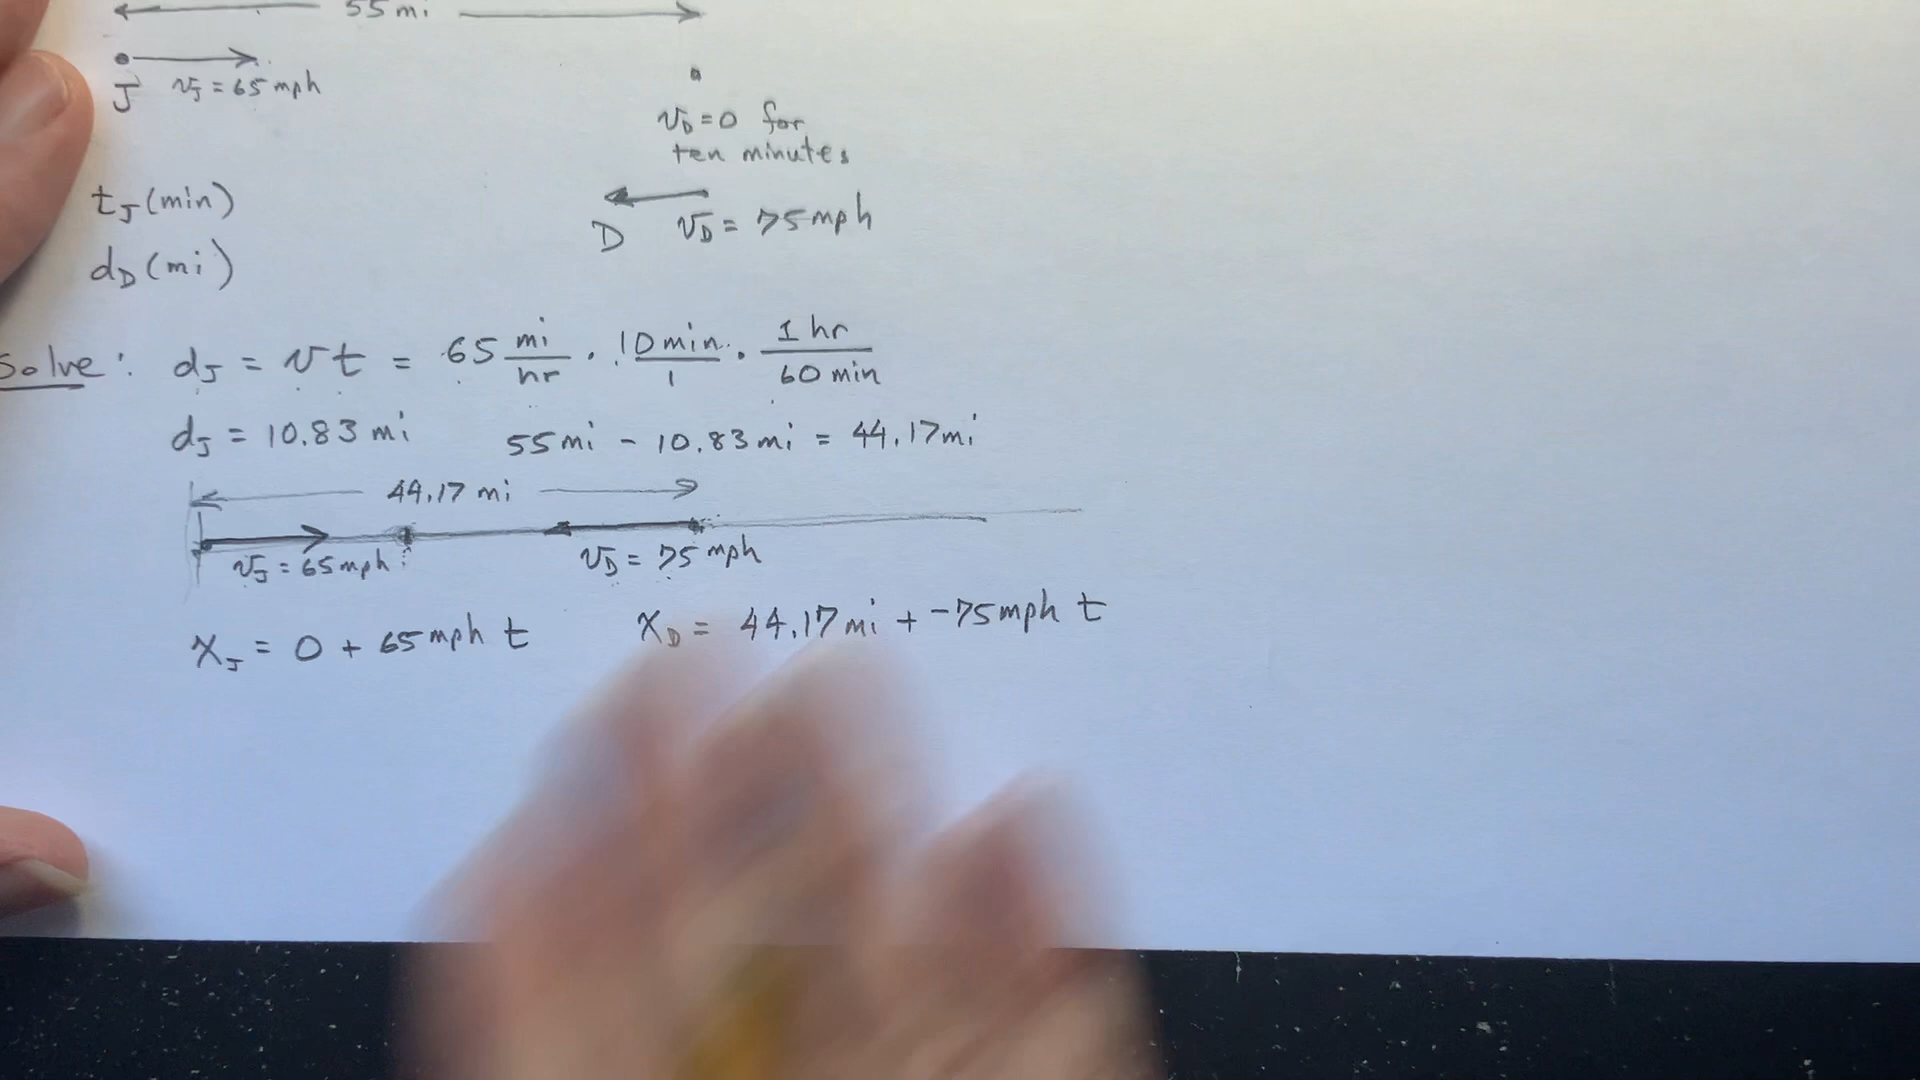 55 mi
J v_J = 65 mph
v_D = 0 for
ten minutes
t_J (min)
D v_D = 75 mph
d_D (mi)
Solve: d_J = v t = 65 mi/hr · 10 min/1 · 1 hr/60 min
d_J = 10.83 mi 55 mi - 10.83 mi = 44.17 mi
44.17 mi
v_J = 65 mph v_D = 75 mph
x_J = 0 + 65 mph t x_D = 44.17 mi + -75 mph t